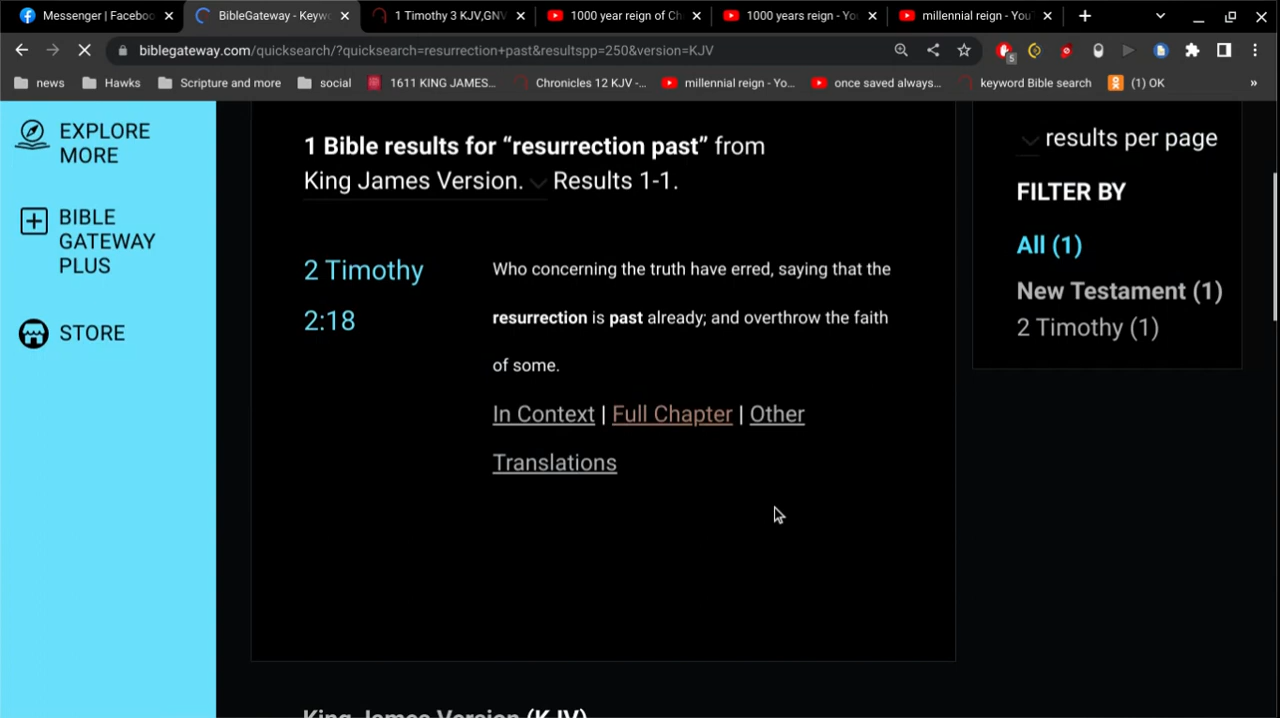 Messenger | Faceboo
BibleGateway - Keyw
1 Timothy 3 KJV,GNV
1000 year reign of Ch
1000 years reign - Yo
millennial reign - You
biblegateway.com/quicksearch/?quicksearch=resurrection+past&resultspp=250&version=KJV
5
news
Hawks
Scripture and more
social
1611 KING JAMES...
Chronicles 12 KJV -...
millennial reign - Yo...
once saved always...
keyword Bible search
(1) OK
»
EXPLORE
MORE
BIBLE
GATEWAY
PLUS
STORE
1 Bible results for “resurrection past” from
King James Version. Results 1-1.
2 Timothy
2:18
Who concerning the truth have erred, saying that the
resurrection is past already; and overthrow the faith
of some.
In Context | Full Chapter | Other
Translations
results per page
FILTER BY
All (1)
New Testament (1)
2 Timothy (1)
King James Version (KJV)